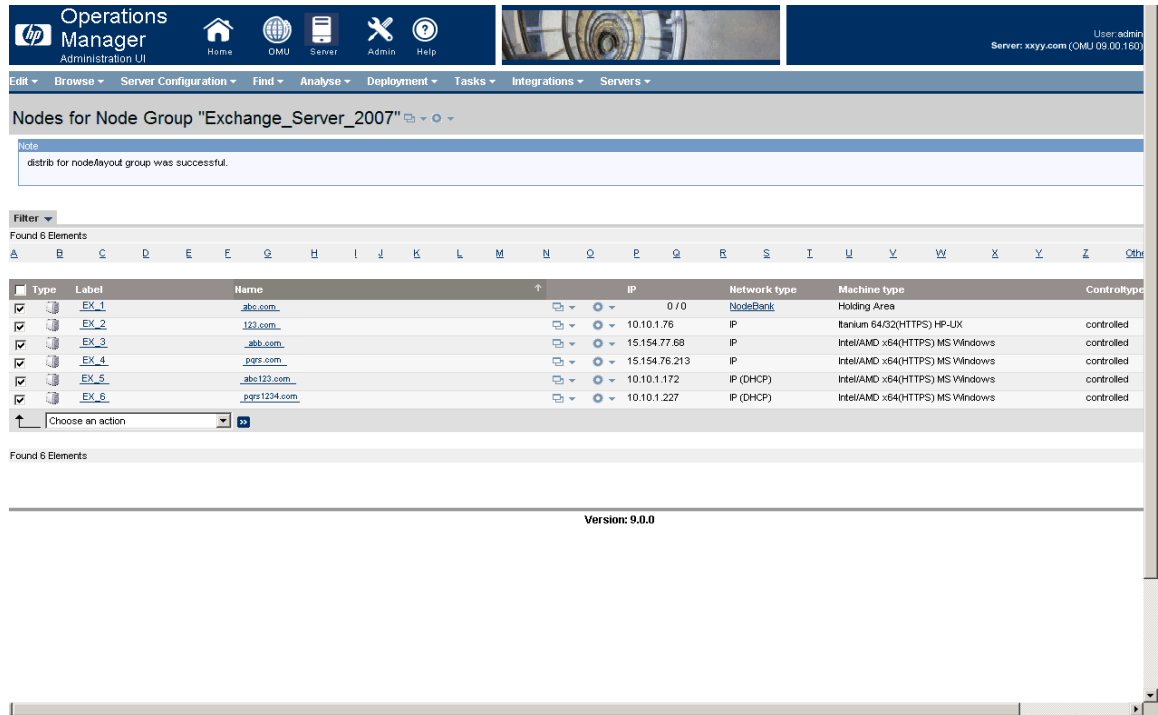 hp
Operations
Manager
Administration UI
Home OMU Server Admin Help
User:admin
Server: xxyy.com (OMU 09.00.160)
Edit Browse Server Configuration Find Analyse Deployment Tasks Integrations Servers
Nodes for Node Group "Exchange_Server_2007"
Note
distrib for node/layout group was successful.
Filter
Found 6 Elements
A B C D E F G H I J K L M N O P Q R S T U V W X Y Z Othe
Type Label Name IP Network type Machine type Controltype
EX_1 abc.com 0 / 0 NodeBank Holding Area
EX_2 123.com 10.10.1.76 IP Itanium 64/32(HTTPS) HP-UX controlled
EX_3 abb.com 15.154.77.68 IP Intel/AMD x64(HTTPS) MS Windows controlled
EX_4 pqrs.com 15.154.76.213 IP Intel/AMD x64(HTTPS) MS Windows controlled
EX_5 abc123.com 10.10.1.172 IP (DHCP) Intel/AMD x64(HTTPS) MS Windows controlled
EX_6 pqrs1234.com 10.10.1.227 IP (DHCP) Intel/AMD x64(HTTPS) MS Windows controlled
Choose an action
Found 6 Elements
Version: 9.0.0